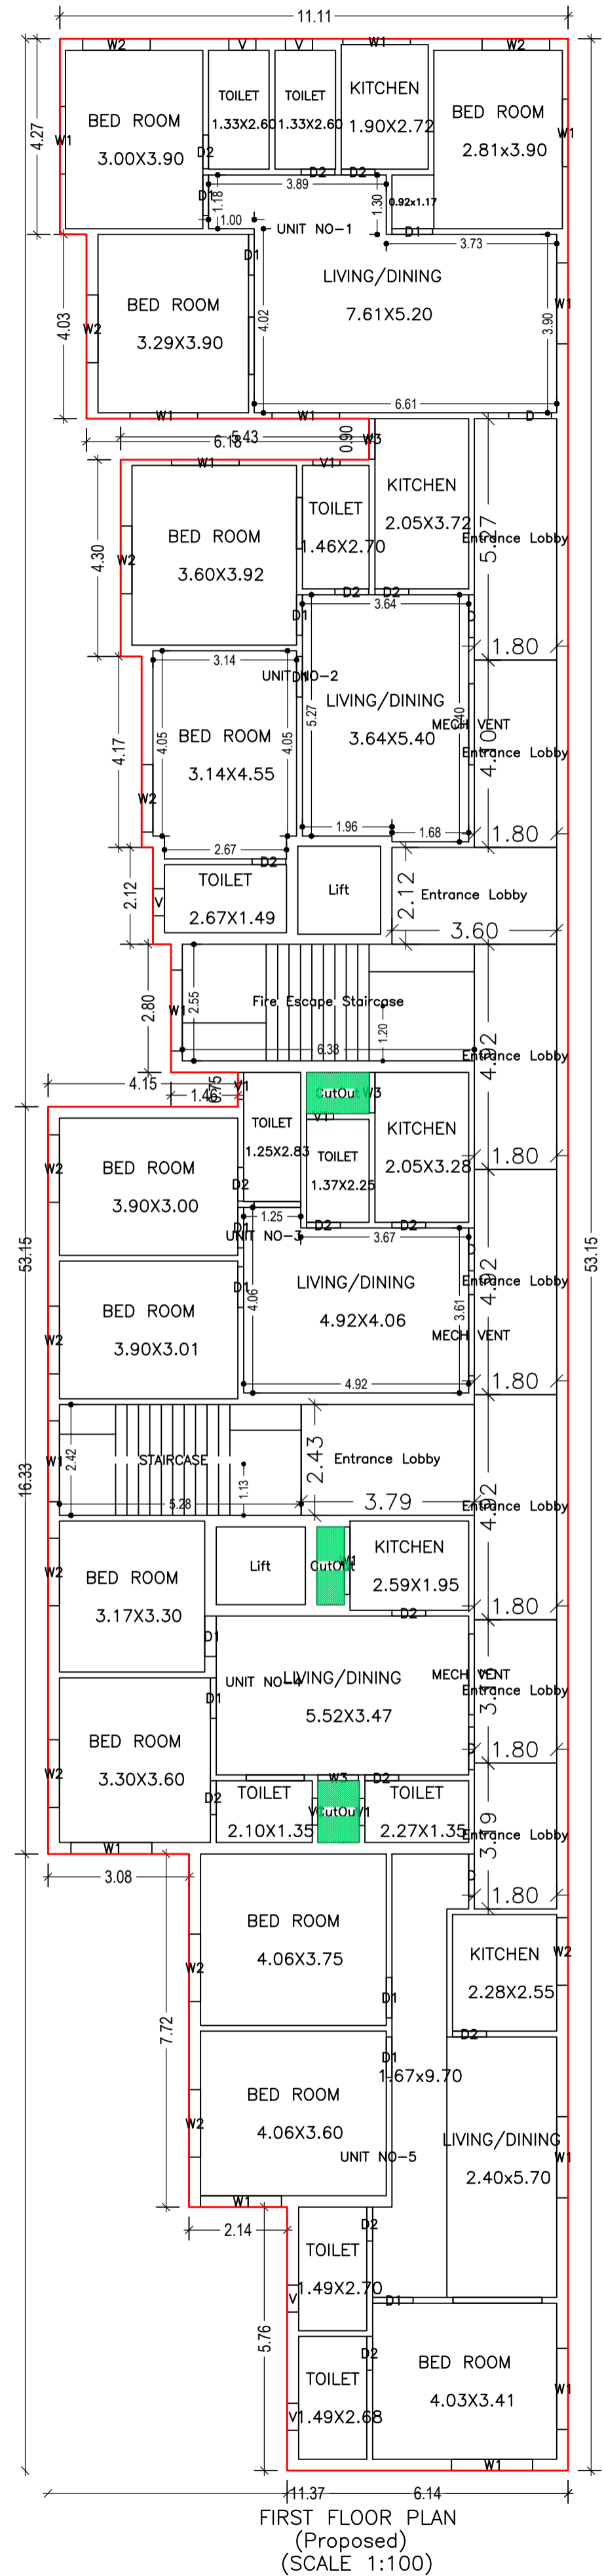 11.11
W2
V
V
W1
W2
TOILET
1.33X2.60
TOILET
1.33X2.60
KITCHEN
1.90X2.72
BED ROOM
3.00X3.90
BED ROOM
2.81x3.90
4.27
W1
W1
D2
D2
D2
3.89
D1
1.18
1.00
1.30
0.92x1.17
UNIT NO-1
D1
3.73
D1
LIVING/DINING
7.61X5.20
BED ROOM
3.29X3.90
4.03
W2
4.02
3.90
W1
6.61
W1
W1
D
5.43
6.18
0.90
W3
W1
V1
KITCHEN
2.05X3.72
TOILET
1.46X2.70
BED ROOM
3.60X3.92
4.30
W2
5.27
Entrance Lobby
D2
D2
D1
3.64
D
1.80
3.14
UNIT NO-2
D1
LIVING/DINING
3.64X5.40
5.27
5.40
MECH VENT
4.10
Entrance Lobby
BED ROOM
3.14X4.55
4.05
4.05
4.17
W2
1.96
1.68
1.80
2.67
D2
TOILET
2.67X1.49
V
2.12
Lift
2.12
Entrance Lobby
3.60
2.80
W1
2.55
Fire Escape Staircase
1.20
6.38
4.92
Entrance Lobby
4.15
1.46
0.75
V1
CutOut
W3
V1
TOILET
1.25X2.83
TOILET
1.37X2.25
KITCHEN
2.05X3.28
1.80
W2
BED ROOM
3.90X3.00
D2
D2
D2
1.25
D1
UNIT NO-3
3.67
D
53.15
53.15
D1
4.06
LIVING/DINING
4.92X4.06
3.61
4.92
Entrance Lobby
MECH VENT
BED ROOM
3.90X3.01
W2
4.92
1.80
W1
2.42
STAIRCASE
1.13
5.28
2.43
Entrance Lobby
3.79
16.33
4.92
Entrance Lobby
W2
BED ROOM
3.17X3.30
Lift
CutOut
W1
KITCHEN
2.59X1.95
D2
1.80
D1
UNIT NO-4
LIVING/DINING
5.52X3.47
MECH VENT
Entrance Lobby
D1
BED ROOM
3.30X3.60
W2
D
1.80
W3
D2
D2
TOILET
2.10X1.35
V
CutOut
V1
TOILET
2.27X1.35
3.19
Entrance Lobby
W1
3.08
D
1.80
BED ROOM
4.06X3.75
W2
KITCHEN
2.28X2.55
W2
D1
D2
7.72
D1
1.67x9.70
BED ROOM
4.06X3.60
W2
LIVING/DINING
2.40x5.70
W1
UNIT NO-5
W1
2.14
D2
TOILET
1.49X2.70
V
D1
5.76
D2
TOILET
1.49X2.68
V
BED ROOM
4.03X3.41
W1
W1
11.37
6.14
FIRST FLOOR PLAN
(Proposed)
(SCALE 1:100)